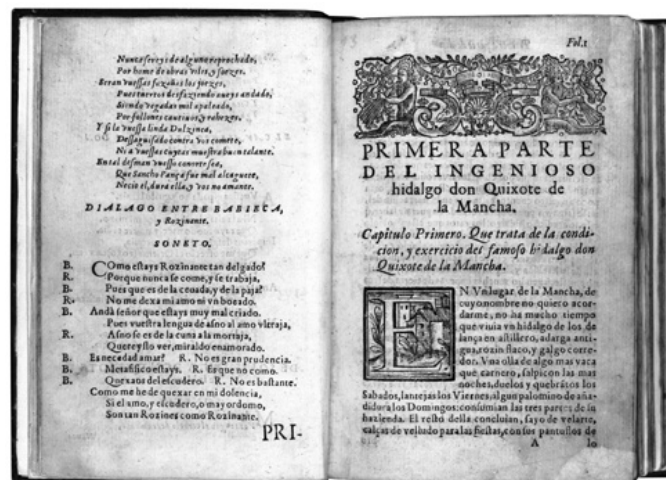 Nunca fereys de alguno reprochado,
Por home de obras viles, y soezes.
Seran vuessas fazañas los joezes,
Pues tuertos desfaziendo aueys andado,
Siendo vegadas mil apaleado,
Por follones cautiuos, y rahezes.
Y si la vuessa linda Dulzinea,
Desaguisado contra vos comete,
Ni a vuessas cuytas muestra buen talante.
En tal desman vuesso conorte sea,
Que Sancho Pança fue mal alcaguete,
Necio el, dura ella, y vos no amante.
DIALAGO ENTRE BABIECA,
y Rozinante.
SONETO.
B. COmo estays Rozinante tan delgado?
R. Porque nunca se come, y se trabaja,
B. Pues que es de la ceuada, y de la paja?
R. No me dexa mi amo ni vn bocado.
B. Andà señor que estays muy mal criado.
Pues vuestra lengua de asno al amo vltraja,
R. Asno se es de la cuna a la mortaja,
Quereyslo ver, miraldo enamorado.
B. Es necedad amar? R. No es gran prudencia.
B. Metafisico estays. R. Es que no como.
B. Quexaos del escudero. R. No es bastante.
Como me he de quexar en mi dolencia,
Si el amo, y escudero, o mayordomo,
Son tan Rozines como Rozinante.
PRI-
Fol.1
PRIMERA PARTE
DEL INGENIOSO
hidalgo don Quixote de
la Mancha.
Capitulo Primero. Que trata de la condi-
cion, y exercicio del famoso hidalgo don
Quixote de la Mancha.
EN Vn lugar de la Mancha, de
cuyo nombre no quiero acor-
darme, no ha mucho tiempo
que viuia vn hidalgo de los de
lança en astillero, adarga anti-
gua, rozin flaco, y galgo corre-
dor. Vna olla de algo mas vaca
que carnero, salpicon las mas
noches, duelos y quebrãtos los
Sabados, lantejas los Viernes, algun palomino de aña-
didura los Domingos: consumian las tres partes de su
hazienda. El resto della concluian, sayo de velarte,
calças de velludo para las fiestas, con sus pantuflos de
A lo